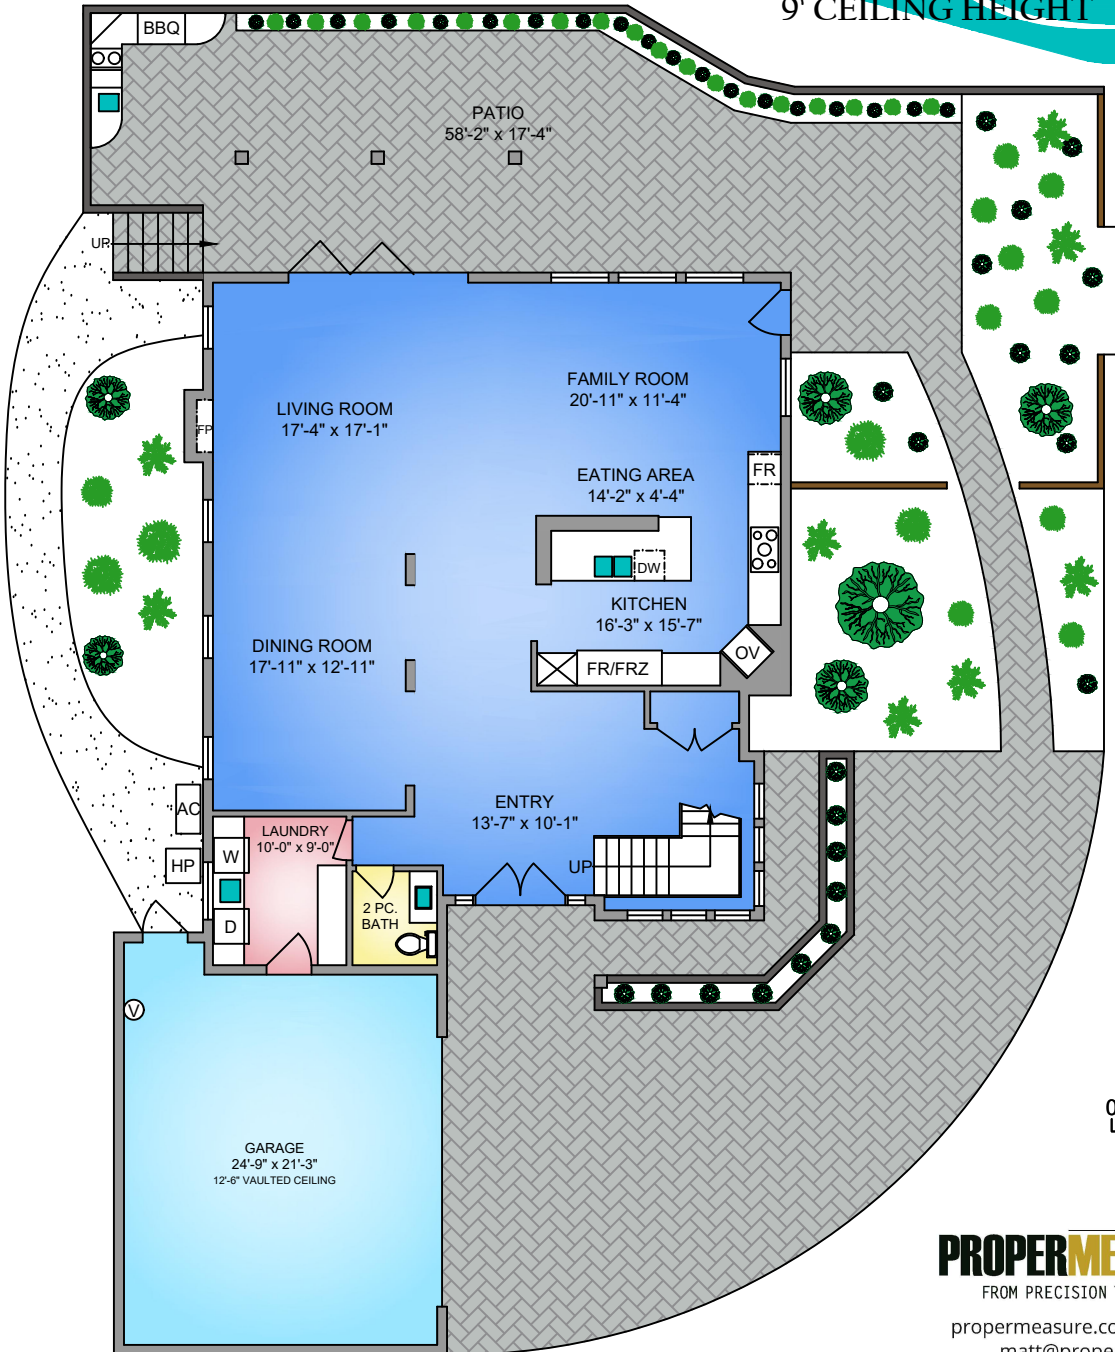 9' CEILING HEIGHT
BBQ
PATIO
58'-2" x 17'-4"
UP
LIVING ROOM
17'-4" x 17'-1"
FAMILY ROOM
20'-11" x 11'-4"
FP
EATING AREA
14'-2" x 4'-4"
FR
DW
KITCHEN
16'-3" x 15'-7"
DINING ROOM
17'-11" x 12'-11"
OV
FR/FRZ
AC
ENTRY
13'-7" x 10'-1"
LAUNDRY
10'-0" x 9'-0"
W
HP
UP
2 PC.
BATH
D
V
GARAGE
24'-9" x 21'-3"
12'-6" VAULTED CEILING
PROPERME
FROM PRECISION
propermeasure.co
matt@prope